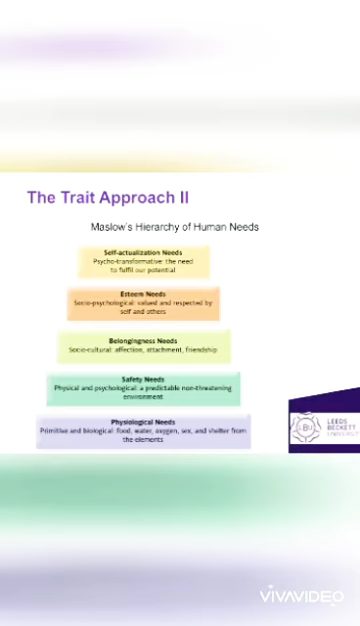 The Trait Approach II
Maslow's Hierarchy of Human Needs
Self-actualization Needs
Psycho-transformative: the need
to fulfil our potential
Esteem Needs
Socio-psychological: valued and respected by
self and others
Belongingness Needs
Socio-cultural: affection, attachment, friendship
Safety Needs
Physical and psychological: a predictable non-threatening
environment
Physiological Needs
Primitive and biological: food, water, oxygen, sex, and shelter from
the elements
LBU
LEEDS
BECKETT
UNIVERSITY
VIVAVIDEO